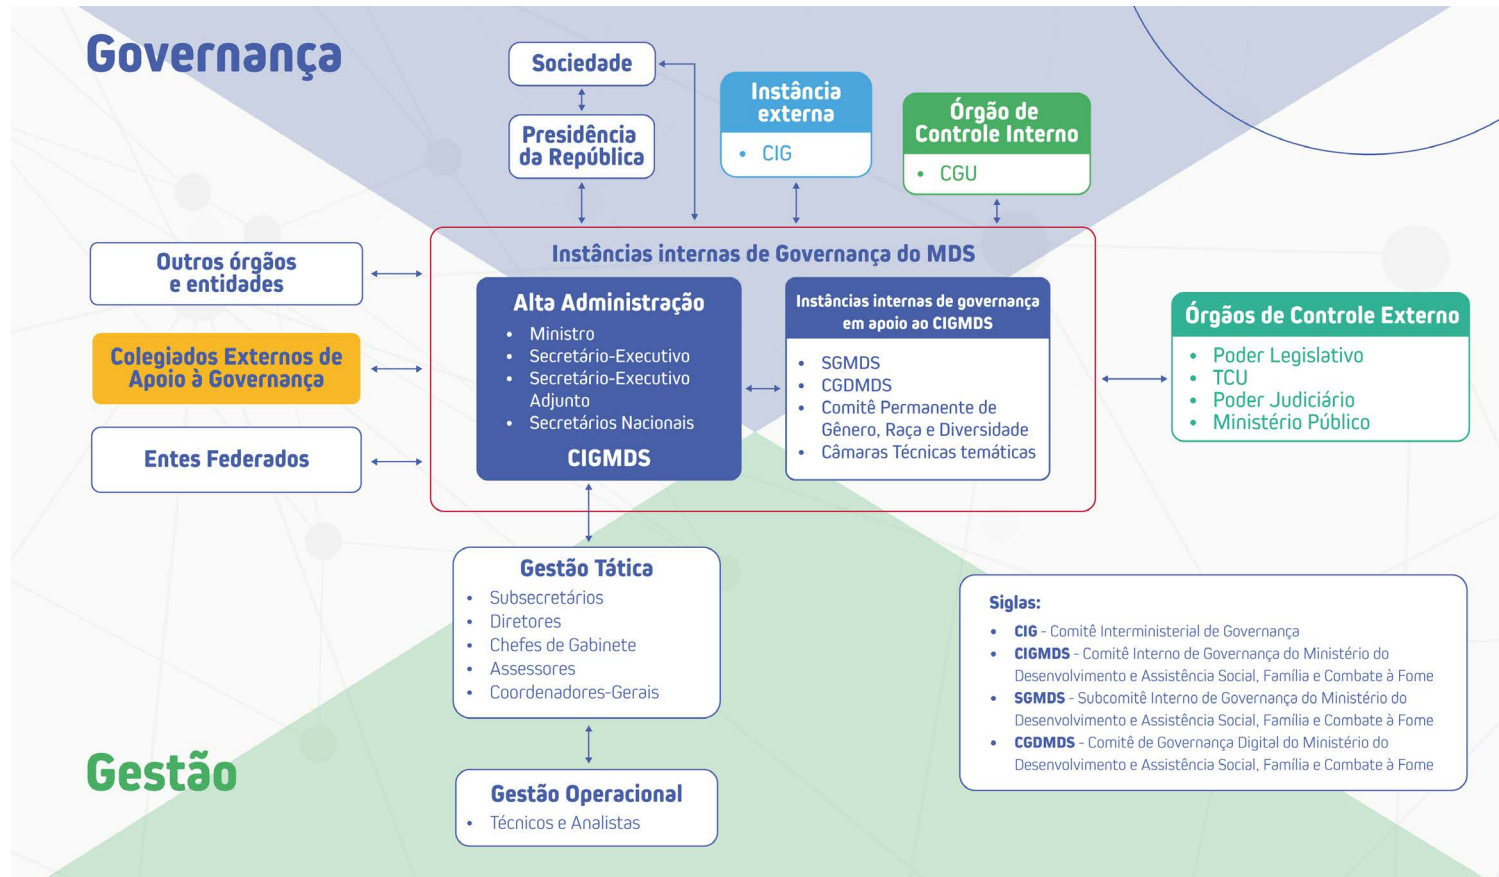 Governança
Sociedade
Presidência
da República
Instância
externa
• CIG
Órgão de
Controle Interno
• CGU
Outros órgãos
e entidades
Colegiados Externos de
Apoio à Governança
Entes Federados
Instâncias internas de Governança do MDS
Alta Administração
• Ministro
• Secretário-Executivo
• Secretário-Executivo
Adjunto
• Secretários Nacionais
CIGMDS
Instâncias internas de governança
em apoio ao CIGMDS
• SGMDS
• CGDMDS
• Comitê Permanente de
Gênero, Raça e Diversidade
• Câmaras Técnicas temáticas
Órgãos de Controle Externo
• Poder Legislativo
• TCU
• Poder Judiciário
• Ministério Público
Gestão Tática
• Subsecretários
• Diretores
• Chefes de Gabinete
• Assessores
• Coordenadores-Gerais
Gestão
Gestão Operacional
• Técnicos e Analistas
Siglas:
• CIG - Comitê Interministerial de Governança
• CIGMDS - Comitê Interno de Governança do Ministério do
Desenvolvimento e Assistência Social, Família e Combate à Fome
• SGMDS - Subcomitê Interno de Governança do Ministério do
Desenvolvimento e Assistência Social, Família e Combate à Fome
• CGDMDS - Comitê de Governança Digital do Ministério do
Desenvolvimento e Assistência Social, Família e Combate à Fome